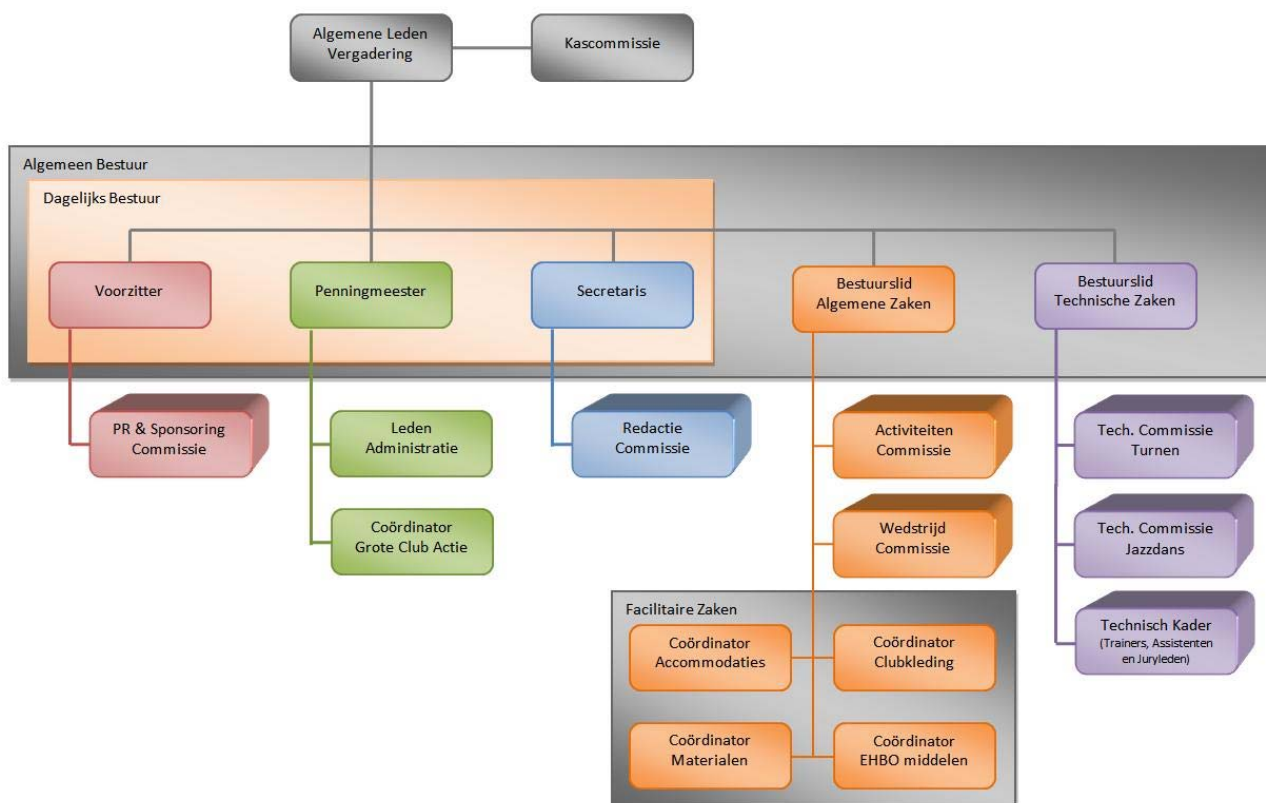 Algemene Leden
Vergadering
Kascommissie
Algemeen Bestuur
Dagelijks Bestuur
Voorzitter
Penningmeester
Secretaris
Bestuurslid
Algemene Zaken
Bestuurslid
Technische Zaken
PR & Sponsoring
Commissie
Leden
Administratie
Redactie
Commissie
Activiteiten
Commissie
Tech. Commissie
Turnen
Coördinator
Grote Club Actie
Wedstrijd
Commissie
Tech. Commissie
Jazzdans
Facilitaire Zaken
Coördinator
Accommodaties
Coördinator
Clubkleding
Technisch Kader
(Trainers, Assistenten
en Juryleden)
Coördinator
Materialen
Coördinator
EHBO middelen